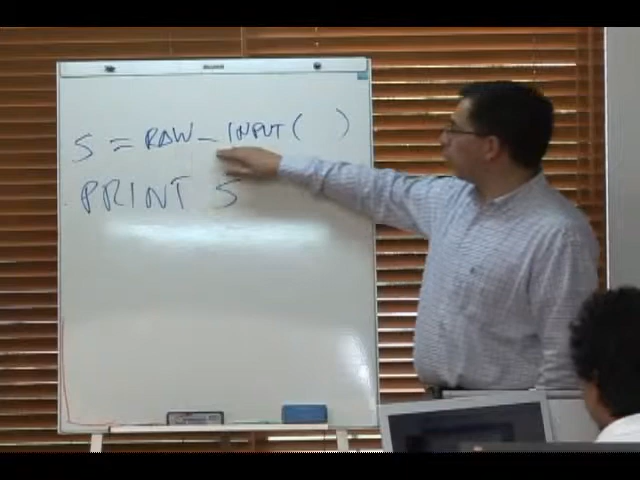 S = RAW_INPUT( )
PRINT S